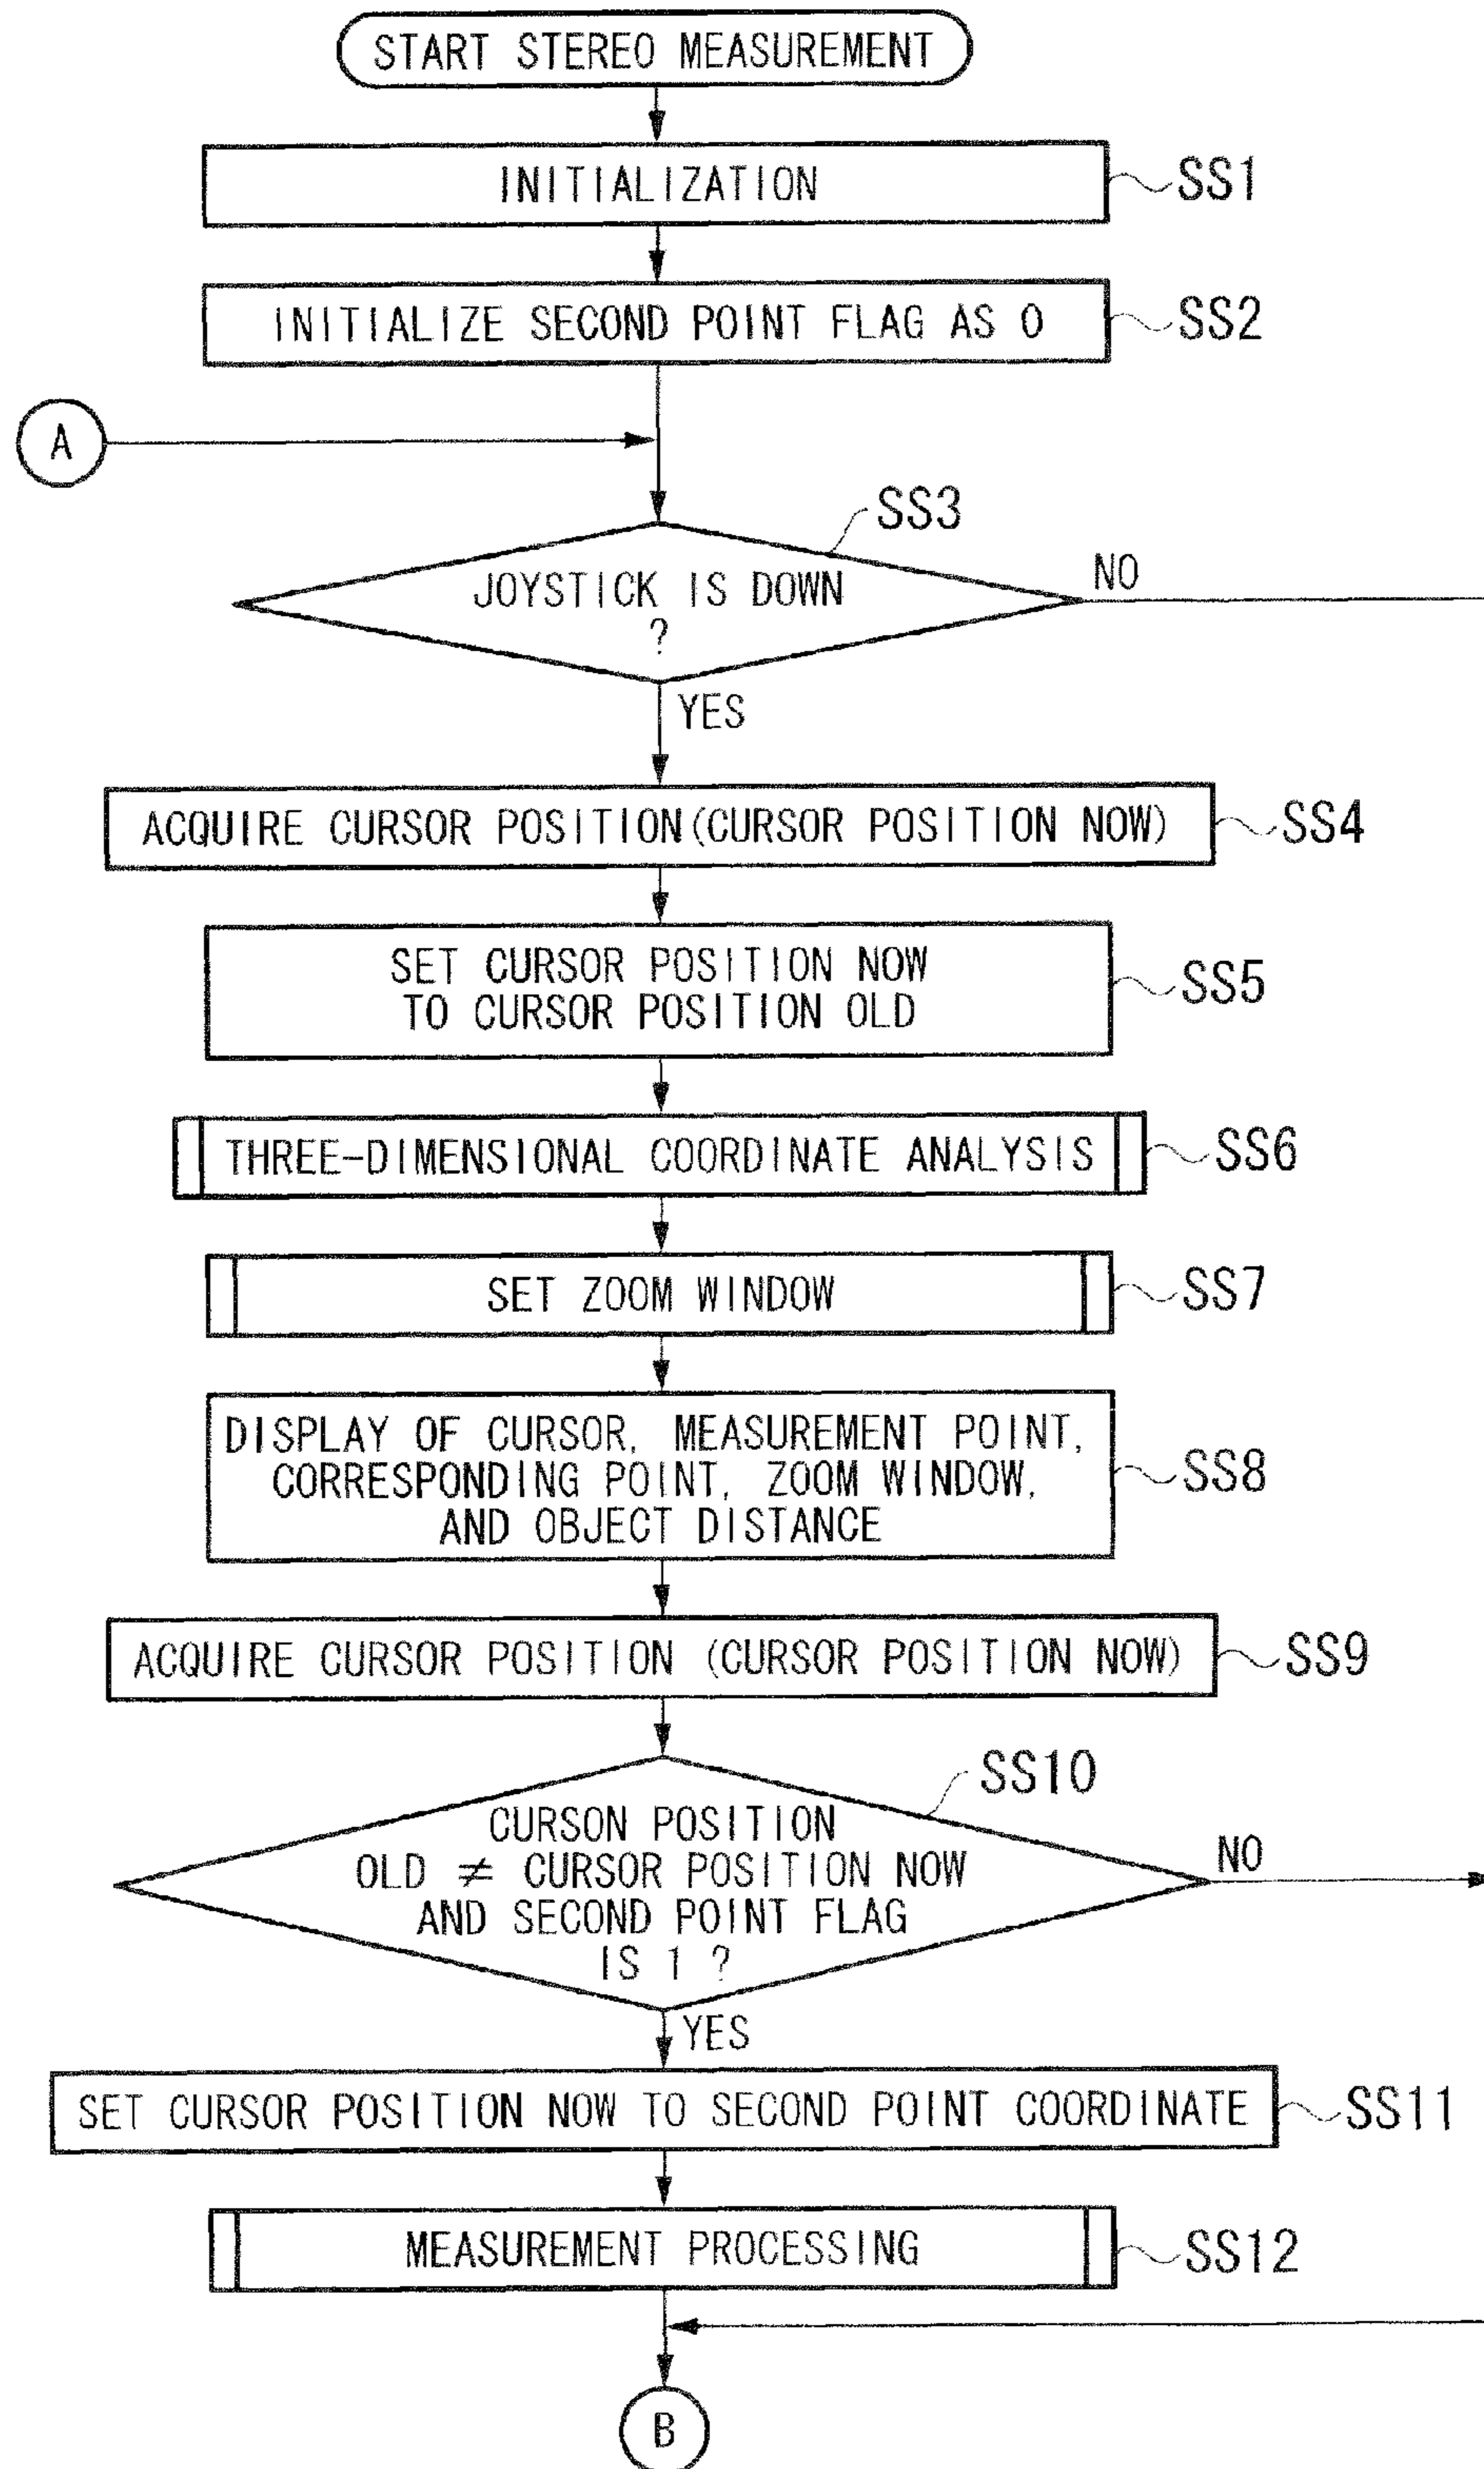 START STEREO MEASUREMENT
INITIALIZATION
SS1
INITIALIZE SECOND POINT FLAG AS 0
SS2
A
SS3
JOYSTICK IS DOWN
?
NO
YES
ACQUIRE CURSOR POSITION(CURSOR POSITION NOW)
SS4
SET CURSOR POSITION NOW
TO CURSOR POSITION OLD
SS5
THREE-DIMENSIONAL COORDINATE ANALYSIS
SS6
SET ZOOM WINDOW
SS7
DISPLAY OF CURSOR, MEASUREMENT POINT,
CORRESPONDING POINT, ZOOM WINDOW,
AND OBJECT DISTANCE
SS8
ACQUIRE CURSOR POSITION (CURSOR POSITION NOW)
SS9
SS10
CURSON POSITION
OLD ≠ CURSOR POSITION NOW
AND SECOND POINT FLAG
IS 1 ?
NO
YES
SET CURSOR POSITION NOW TO SECOND POINT COORDINATE
SS11
MEASUREMENT PROCESSING
SS12
B